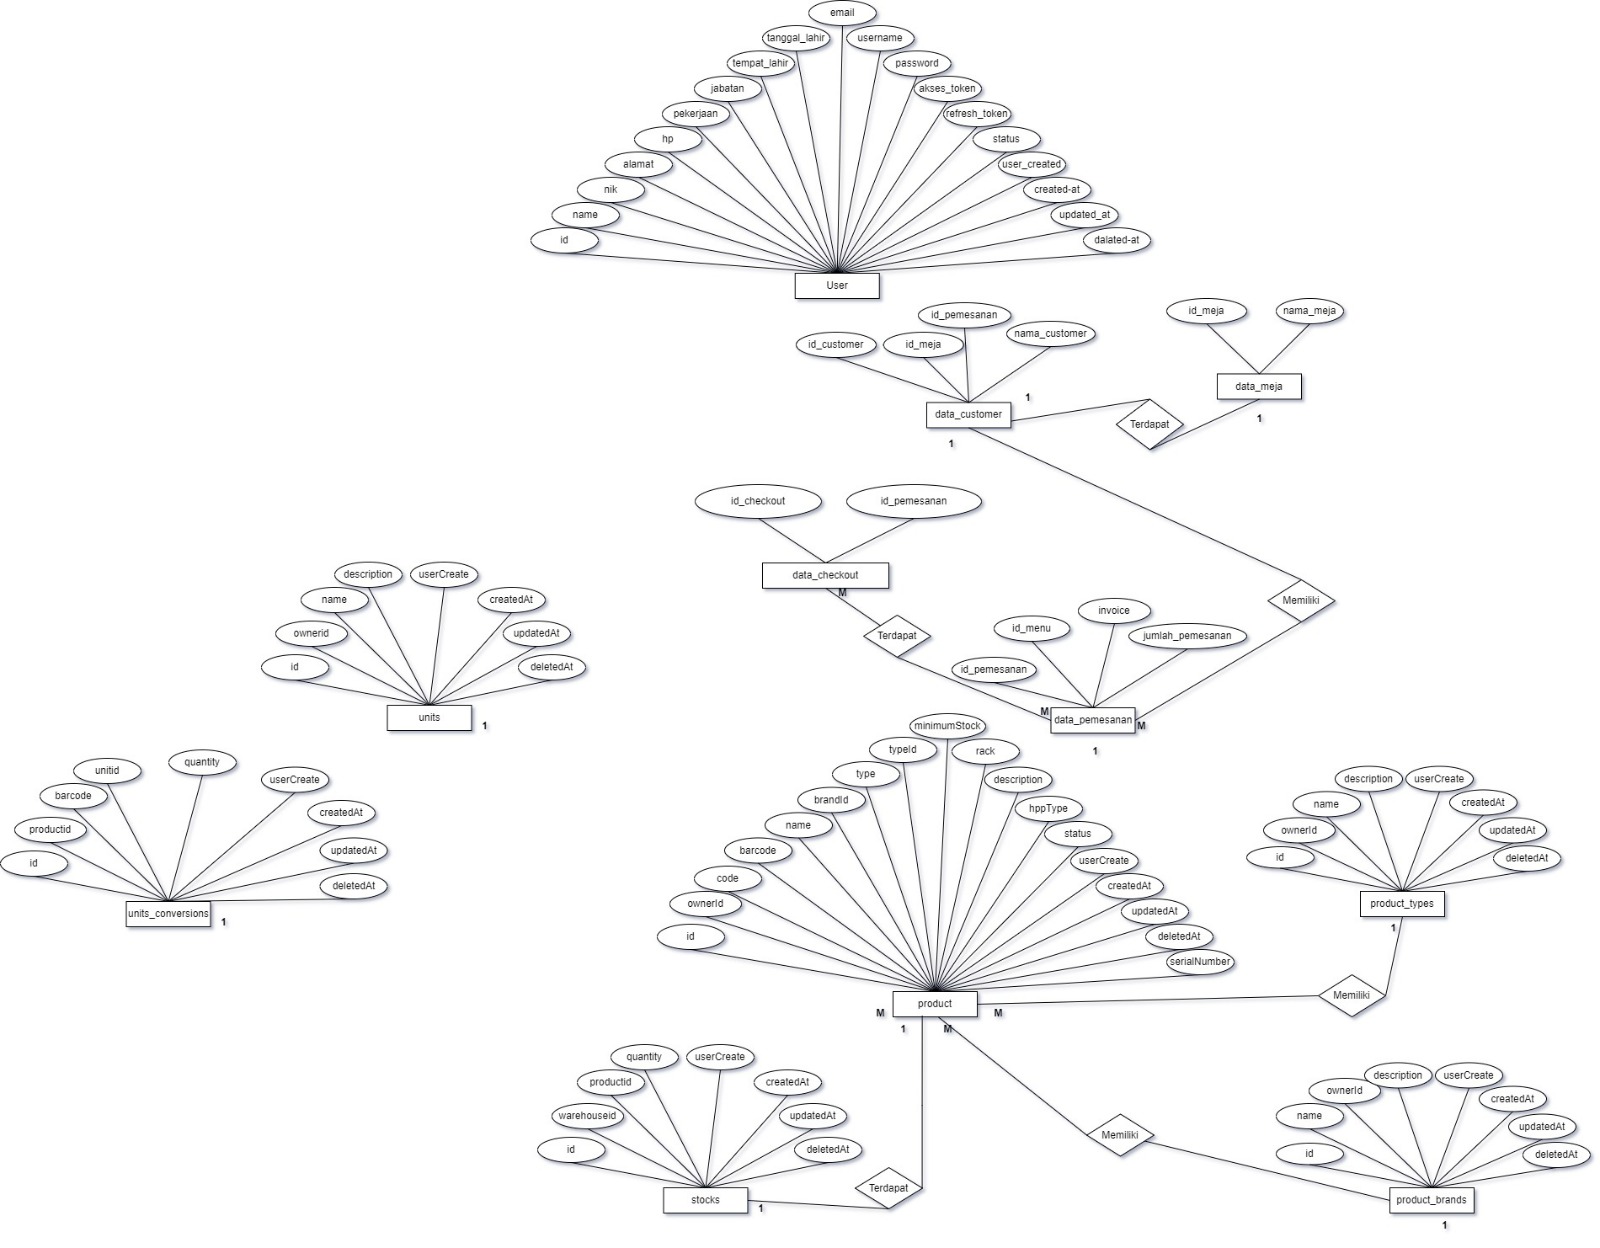 email
tanggal_lahir
username
tempat_lahir
password
jabatan
akses_token
pekerjaan
refresh_token
hp
status
alamat
user_created
nik
created-at
name
updated_at
id
dalated-at
User
id_pemesanan
id_customer
id_meja
nama_customer
id_meja
nama_meja
data_meja
1
data_customer
1
Terdapat
1
id_checkout
id_pemesanan
data_checkout
M
Terdapat
Memiliki
id_menu
invoice
jumlah_pemesanan
id_pemesanan
M
data_pemesanan
M
1
description
userCreate
name
createdAt
ownerid
updatedAt
id
deletedAt
units
1
unitid
quantity
userCreate
barcode
createdAt
productid
updatedAt
id
deletedAt
units_conversions
1
minimumStock
typeId
rack
type
description
brandId
hppType
name
status
barcode
userCreate
code
createdAt
ownerId
updatedAt
id
deletedAt
serialNumber
product
M
1
M
M
description
userCreate
name
createdAt
ownerId
updatedAt
id
deletedAt
product_types
1
Memiliki
quantity
userCreate
productid
createdAt
warehouseid
updatedAt
id
deletedAt
stocks
1
Terdapat
Memiliki
description
userCreate
ownerId
createdAt
name
updatedAt
id
deletedAt
product_brands
1